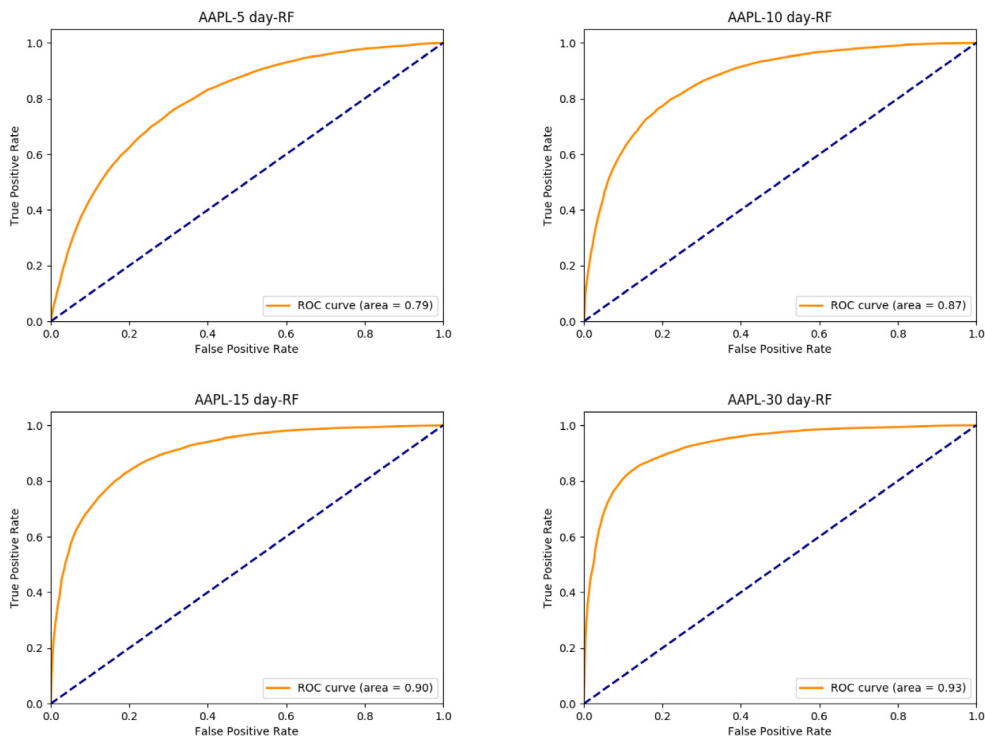 AAPL-5 day-RF
1.0
0.8
0.6
0.4
0.2
0.0
True Positive Rate
ROC curve (area = 0.79)
0.0 0.2 0.4 0.6 0.8 1.0
False Positive Rate
AAPL-10 day-RF
1.0
0.8
0.6
0.4
0.2
0.0
True Positive Rate
ROC curve (area = 0.87)
0.0 0.2 0.4 0.6 0.8 1.0
False Positive Rate
AAPL-15 day-RF
1.0
0.8
0.6
0.4
0.2
0.0
True Positive Rate
ROC curve (area = 0.90)
0.0 0.2 0.4 0.6 0.8 1.0
False Positive Rate
AAPL-30 day-RF
1.0
0.8
0.6
0.4
0.2
0.0
True Positive Rate
ROC curve (area = 0.93)
0.0 0.2 0.4 0.6 0.8 1.0
False Positive Rate